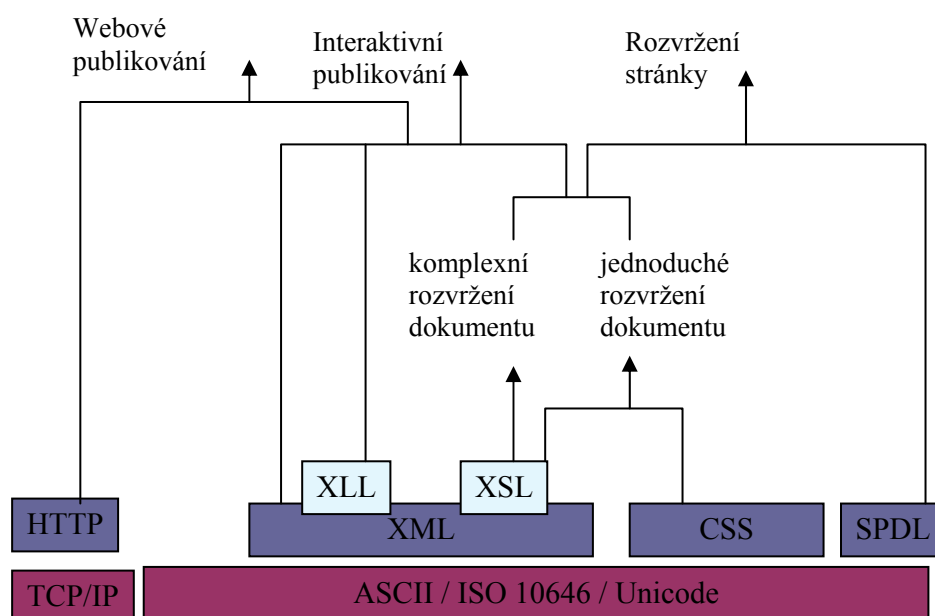 Webové
publikování
Interaktivní
publikování
Rozvržení
stránky
komplexní
rozvržení
dokumentu
jednoduché
rozvržení
dokumentu
XLL
XSL
HTTP
XML
CSS
SPDL
TCP/IP
ASCII / ISO 10646 / Unicode